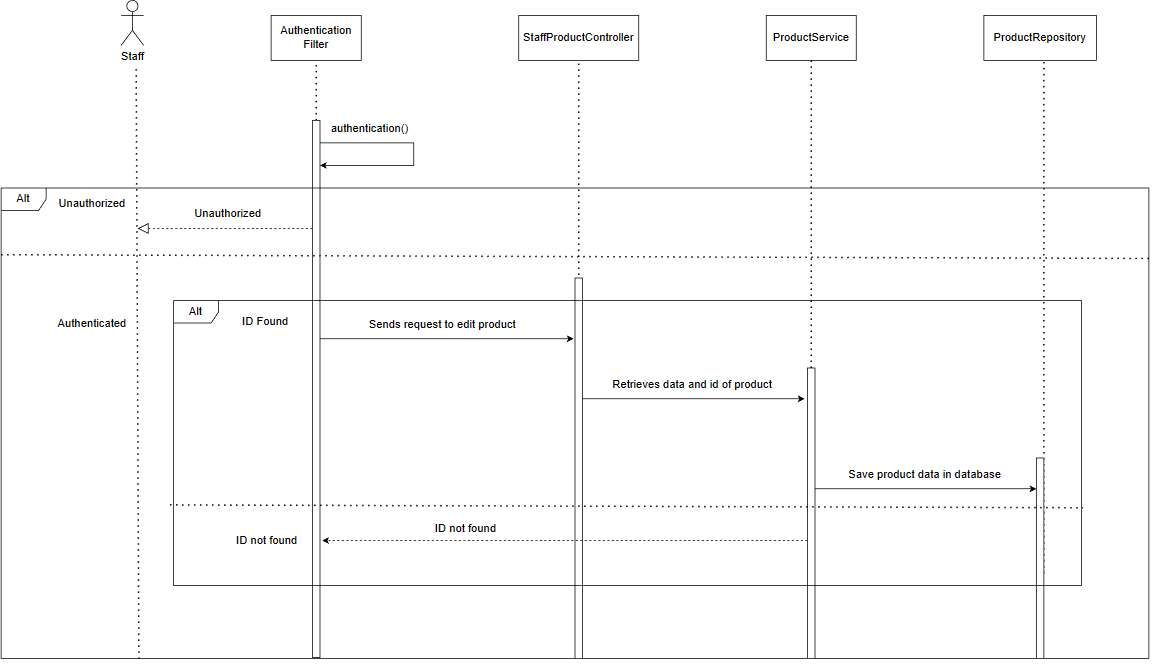 Staff
Authentication
Filter
StaffProductController
ProductService
ProductRepository
authentication()
Alt
Unauthorized
Unauthorized
Authenticated
Alt
ID Found
Sends request to edit product
Retrieves data and id of product
Save product data in database
ID not found
ID not found